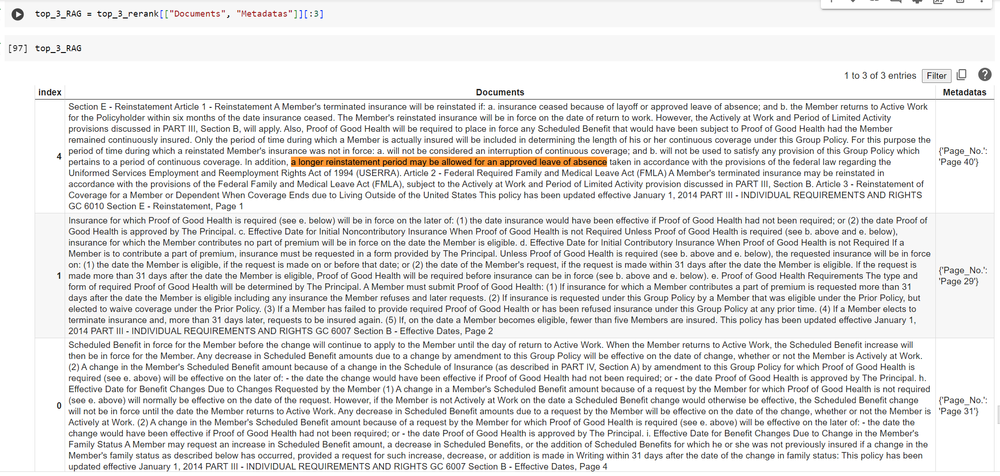 top_3_RAG = top_3_rerank[["Documents", "Metadatas"]][:3]
[97] top_3_RAG
1 to 3 of 3 entries Filter
index Documents Metadatas
Section E - Reinstatement Article 1 - Reinstatement A Member's terminated insurance will be reinstated if: a. insurance ceased because of layoff or approved leave of absence; and b. the Member returns to Active Work
for the Policyholder within six months of the date insurance ceased. The Member's reinstated insurance will be in force on the date of return to work. However, the Actively at Work and Period of Limited Activity
provisions discussed in PART III, Section B, will apply. Also, Proof of Good Health will be required to place in force any Scheduled Benefit that would have been subject to Proof of Good Health had the Member
remained continuously insured. Only the period of time during which a Member is actually insured will be included in determining the length of his or her continuous coverage under this Group Policy. For this purpose the
period of time during which a reinstated Member's insurance was not in force: a. will not be considered an interruption of continuous coverage; and b. will not be used to satisfy any provision of this Group Policy which
pertains to a period of continuous coverage. In addition, a longer reinstatement period may be allowed for an approved leave of absence taken in accordance with the provisions of the federal law regarding the
Uniformed Services Employment and Reemployment Rights Act of 1994 (USERRA). Article 2 - Federal Required Family and Medical Leave Act (FMLA) A Member's terminated insurance may be reinstated in
accordance with the provisions of the Federal Family and Medical Leave Act (FMLA), subject to the Actively at Work and Period of Limited Activity provision discussed in PART III, Section B. Article 3 - Reinstatement of
Coverage for a Member or Dependent When Coverage Ends due to Living Outside of the United States This policy has been updated effective January 1, 2014 PART III - INDIVIDUAL REQUIREMENTS AND RIGHTS
GC 6010 Section E - Reinstatement, Page 1
4
{'Page_No.':
'Page 40'}
Insurance for which Proof of Good Health is required (see e. below) will be in force on the later of: (1) the date insurance would have been effective if Proof of Good Health had not been required; or (2) the date Proof of
Good Health is approved by The Principal. c. Effective Date for Initial Noncontributory Insurance When Proof of Good Health is not Required Unless Proof of Good Health is required (see b. above and e. below),
insurance for which the Member contributes no part of premium will be in force on the date the Member is eligible. d. Effective Date for Initial Contributory Insurance When Proof of Good Health is not Required If a
Member is to contribute a part of premium, insurance must be requested in a form provided by The Principal. Unless Proof of Good Health is required (see b. above and e. below), the requested insurance will be in force
on: (1) the date the Member is eligible, if the request is made on or before that date; or (2) the date of the Member's request, if the request is made within 31 days after the date the Member is eligible. If the request is
made more than 31 days after the date the Member is eligible, Proof of Good Health will be required before insurance can be in force (see b. above and e. below). e. Proof of Good Health Requirements The type and
form of required Proof of Good Health will be determined by The Principal. A Member must submit Proof of Good Health: (1) If insurance for which a Member contributes a part of premium is requested more than 31
days after the date the Member is eligible including any insurance the Member refuses and later requests. (2) If insurance is requested under this Group Policy by a Member that was eligible under the Prior Policy, but
elected to waive coverage under the Prior Policy. (3) If a Member has failed to provide required Proof of Good Health or has been refused insurance under this Group Policy at any prior time. (4) If a Member elects to
terminate insurance and, more than 31 days later, requests to be insured again. (5) If, on the date a Member becomes eligible, fewer than five Members are insured. This policy has been updated effective January 1,
2014 PART III - INDIVIDUAL REQUIREMENTS AND RIGHTS GC 6007 Section B - Effective Dates, Page 2
1
{'Page_No.':
'Page 29'}
Scheduled Benefit in force for the Member before the change will continue to apply to the Member until the day of return to Active Work. When the Member returns to Active Work, the Scheduled Benefit increase will
then be in force for the Member. Any decrease in Scheduled Benefit amounts due to a change by amendment to this Group Policy will be effective on the date of change, whether or not the Member is Actively at Work.
(2) A change in the Member's Scheduled Benefit amount because of a change in the Schedule of Insurance (as described in PART IV, Section A) by amendment to this Group Policy for which Proof of Good Health is
required (see e. above) will be effective on the later of: - the date the change would have been effective if Proof of Good Health had not been required; or - the date Proof of Good Health is approved by The Principal. h.
Effective Date for Benefit Changes Due to Changes Requested by the Member (1) A change in a Member's Scheduled Benefit amount because of a request by the Member for which Proof of Good Health is not required
(see e. above) will normally be effective on the date of the request. However, if the Member is not Actively at Work on the date a Scheduled Benefit change would otherwise be effective, the Scheduled Benefit change
will not be in force until the date the Member returns to Active Work. Any decrease in Scheduled Benefit amounts due to a request by the Member will be effective on the date of the change, whether or not the Member is
Actively at Work. (2) A change in the Member's Scheduled Benefit amount because of a request by the Member for which Proof of Good Health is required (see e. above) will be effective on the later of: - the date the
change would have been effective if Proof of Good Health had not been required; or - the date Proof of Good Health is approved by The Principal. i. Effective Date for Benefit Changes Due to Change in the Member's
Family Status A Member may request an increase in Scheduled Benefit amount, a decrease in Scheduled Benefits, or the addition of Scheduled Benefits for which he or she was not previously insured if a change in the
Member's family status as described below has occurred, provided a request for such increase, decrease, or addition is made in Writing within 31 days after the date of the change in family status: This policy has been
updated effective January 1, 2014 PART III - INDIVIDUAL REQUIREMENTS AND RIGHTS GC 6007 Section B - Effective Dates, Page 4
0
{'Page_No.':
'Page 31'}